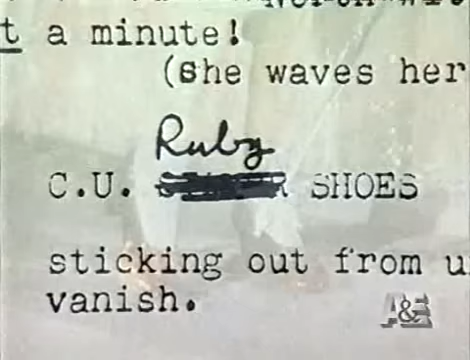 t a minute!
(she waves her
Ruby
C.U. SHOES
sticking out from u
vanish.
A&E